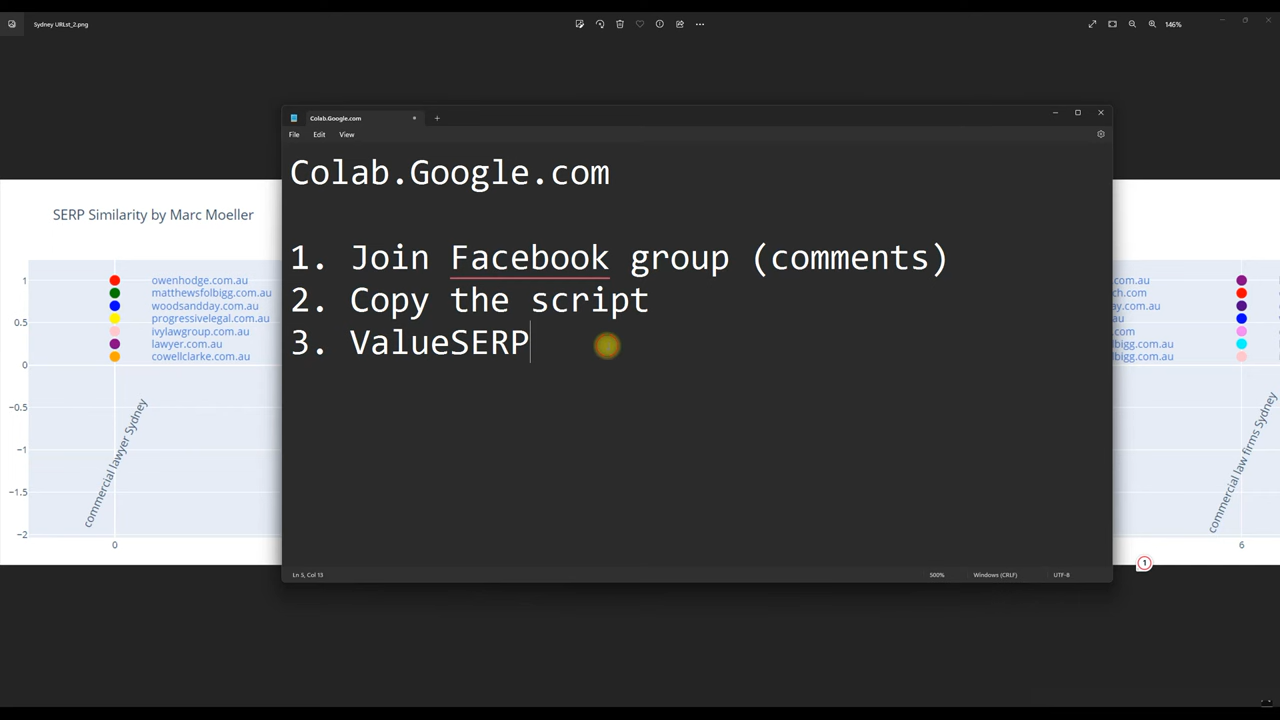 Sydney URLst_2.png
146%
Colab.Google.com
File Edit View
Colab.Google.com
1. Join Facebook group (comments)
2. Copy the script
3. ValueSERP
Ln 5, Col 13
500%
Windows (CRLF)
UTF-8
SERP Similarity by Marc Moeller
1
owenhodge.com.au
matthewsfolbigg.com.au
0.5
woodsandday.com.au
progressivelegal.com.au
ivylawgroup.com.au
lawyer.com.au
cowellclarke.com.au
0
−0.5
−1
−1.5
−2
commercial lawyer Sydney
0
s.com.au
ch.com
y.com.au
au
.com
bigg.com.au
bigg.com.au
commercial law firms Sydney
6
1